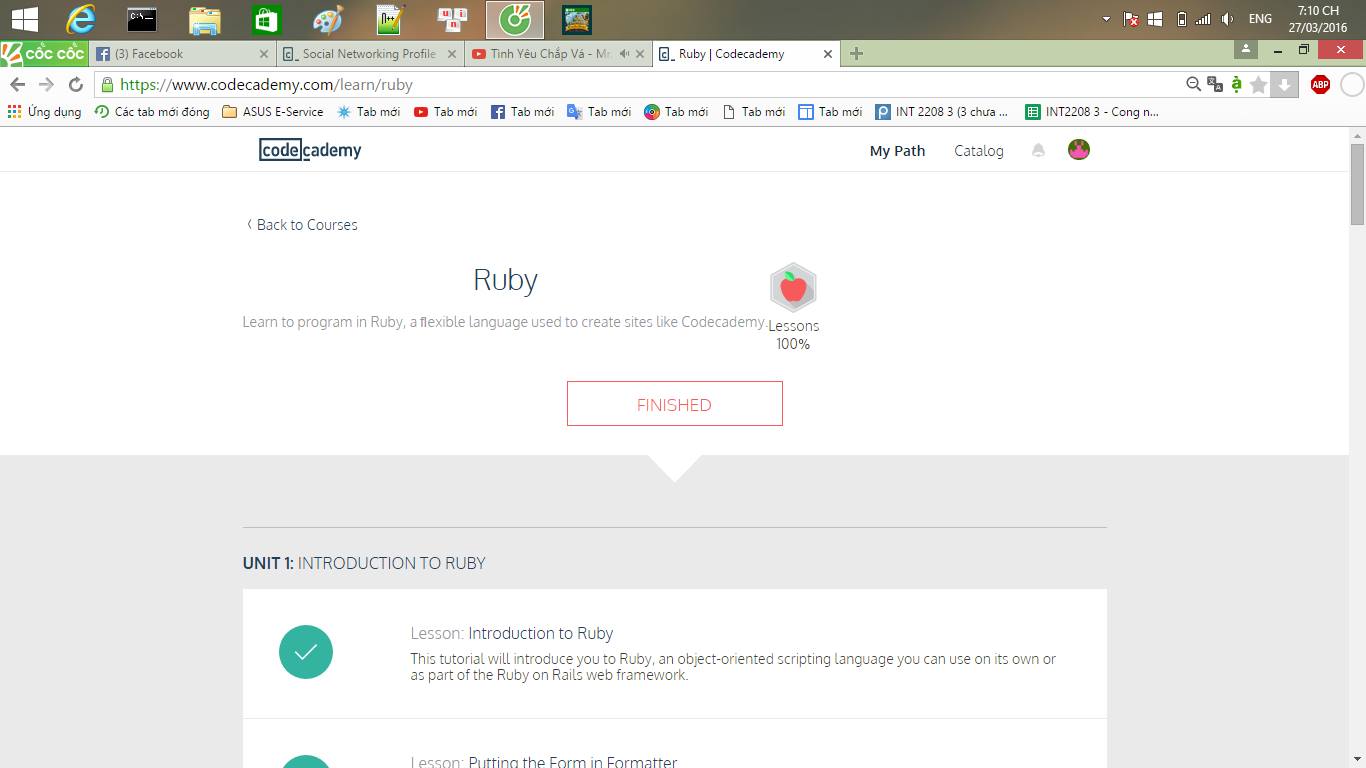 7:10 CH
ENG
27/03/2016
C:\_
n++
u n i n
cốc cốc
(3) Facebook
Social Networking Profile
Tình Yêu Chắp Vá - Mr.
Ruby | Codecademy
https://www.codecademy.com/learn/ruby
ABP
Ứng dụng
Các tab mới đóng
ASUS E-Service
Tab mới
Tab mới
Tab mới
Tab mới
Tab mới
Tab mới
Tab mới
INT 2208 3 (3 chưa ...
INT2208 3 - Cong n...
codecademy
My Path
Catalog
Back to Courses
Ruby
Learn to program in Ruby, a flexible language used to create sites like Codecademy.
Lessons
100%
FINISHED
UNIT 1: INTRODUCTION TO RUBY
Lesson: Introduction to Ruby
This tutorial will introduce you to Ruby, an object-oriented scripting language you can use on its own or
as part of the Ruby on Rails web framework.
Lesson: Putting the Form in Formatter